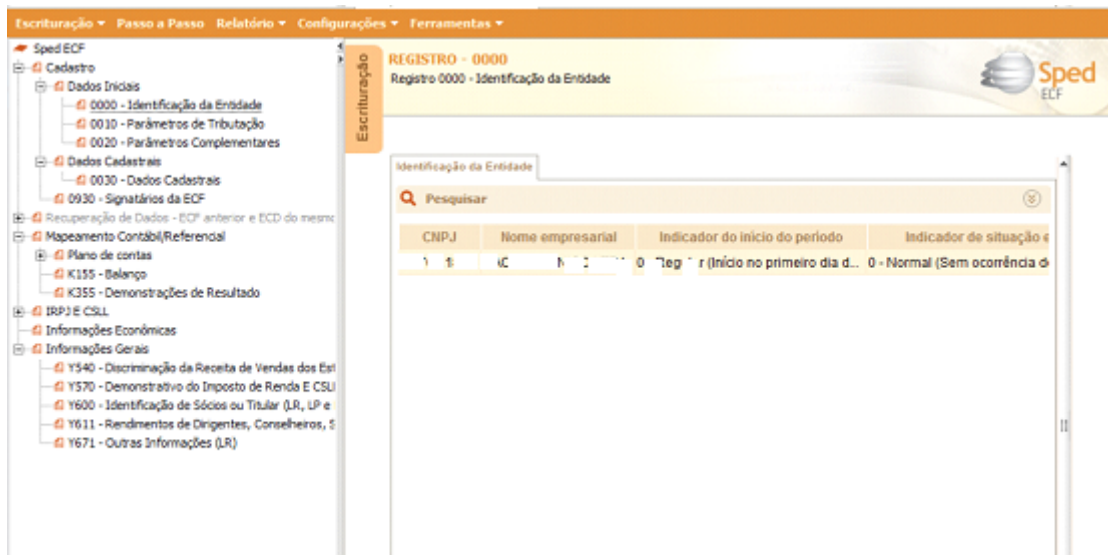 Escrituração Passo a Passo Relatório Configurações Ferramentas
Sped ECF
Cadastro
Dados Iniciais
0000 - Identificação da Entidade
0010 - Parâmetros de Tributação
0020 - Parâmetros Complementares
Dados Cadastrais
0030 - Dados Cadastrais
0930 - Signatários da ECF
Recuperação de Dados - ECF anterior e ECD do mesmo
Mapeamento Contábil/Referencial
Plano de contas
K155 - Balanço
K355 - Demonstrações de Resultado
IRPJ E CSLL
Informações Econômicas
Informações Gerais
Y540 - Discriminação da Receita de Vendas dos Est
Y570 - Demonstrativo do Imposto de Renda E CSLL
Y600 - Identificação de Sócios ou Titular (LR, LP e
Y611 - Rendimentos de Dirigentes, Conselheiros, S
Y671 - Outras Informações (LR)
Escrituração
REGISTRO - 0000
Registro 0000 - Identificação da Entidade
Sped
ECF
Identificação da Entidade
Pesquisar
CNPJ Nome empresarial Indicador do início do período Indicador de situação e
0 - (Início no primeiro dia d... 0 - Normal (Sem ocorrência d